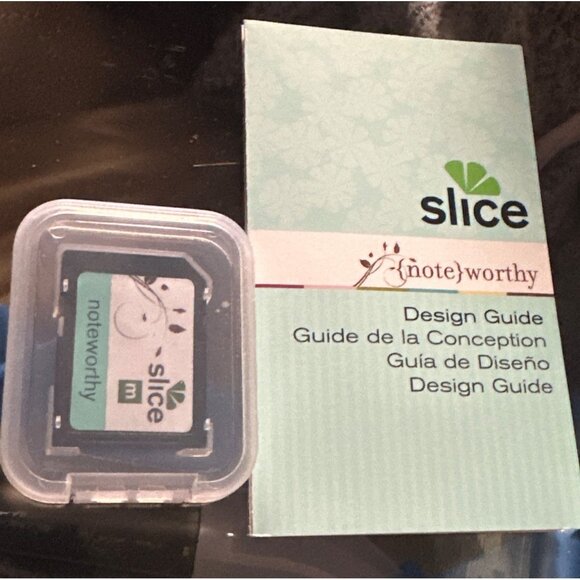 slice
{note}worthy
Design Guide
Guide de la Conception
Guía de Diseño
Design Guide
slice
m
noteworthy